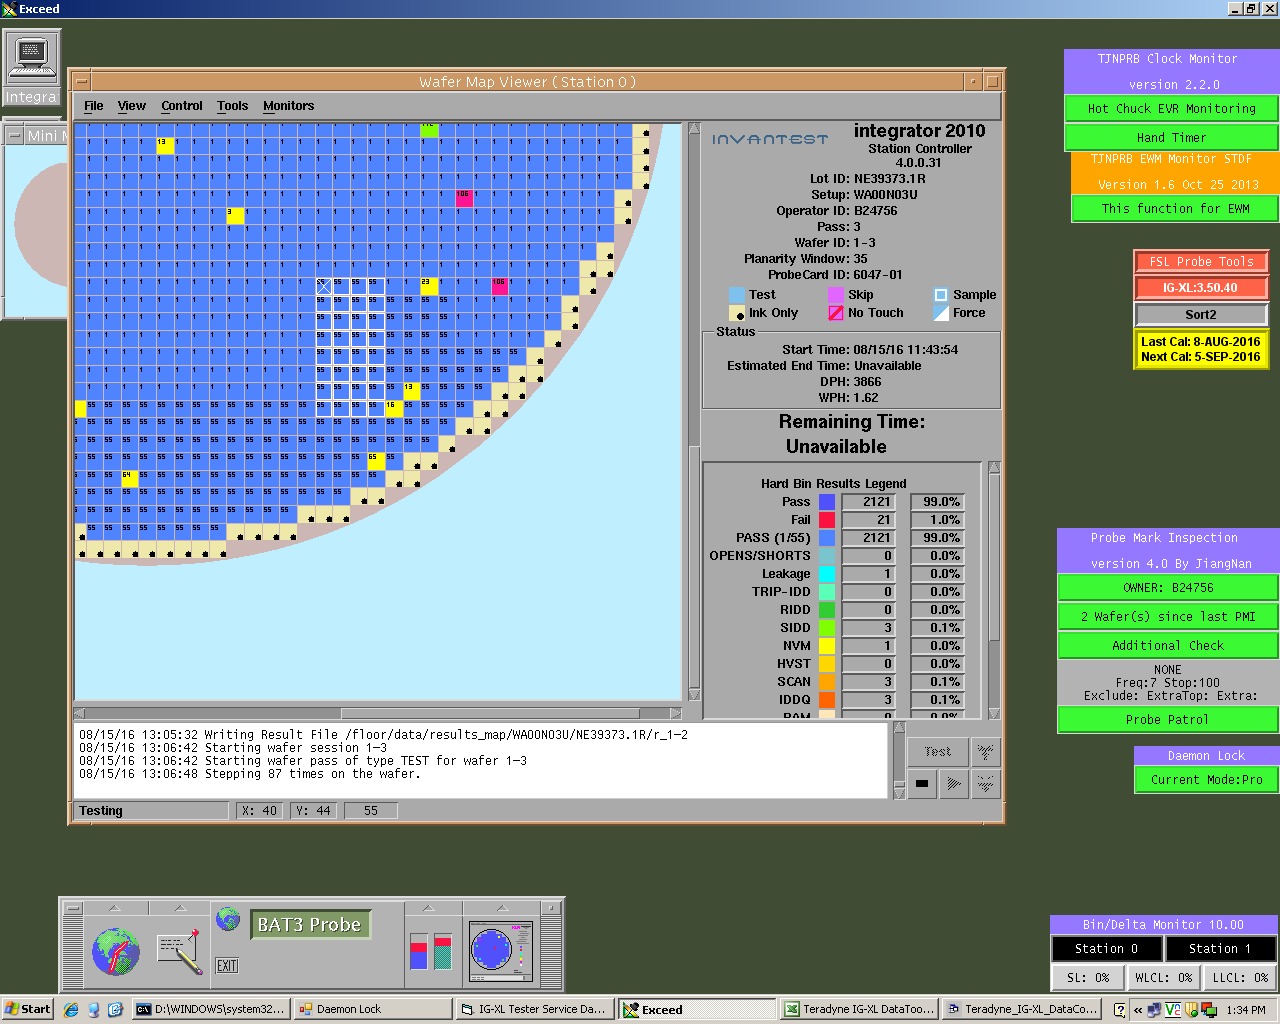 Exceed
Integra
Mini M
Wafer Map Viewer ( Station 0 )
File View Control Tools Monitors
INVANTEST
integrator 2010
Station Controller
4.0.0.31
Lot ID: NE39373.1R
Setup: WA00N03U
Operator ID: B24756
Pass: 3
Wafer ID: 1-3
Planarity Window: 35
ProbeCard ID: 6047-01
Test Skip Sample
Ink Only No Touch Force
Status
Start Time: 08/15/16 11:43:54
Estimated End Time: Unavailable
DPH: 3866
WPH: 1.62
Remaining Time:
Unavailable
Hard Bin Results Legend
Pass 2121 99.0%
Fail 21 1.0%
PASS (1/55) 2121 99.0%
OPENS/SHORTS 0 0.0%
Leakage 1 0.0%
TRIP-IDD 0 0.0%
RIDD 0 0.0%
SIDD 3 0.1%
NVM 1 0.0%
HVST 0 0.0%
SCAN 3 0.1%
IDDQ 3 0.1%
RAM 0 0.0%
08/15/16 13:05:32 Writing Result File /floor/data/results_map/WA00N03U/NE39373.1R/r_1-2
08/15/16 13:06:42 Starting wafer session 1-3
08/15/16 13:06:42 Starting wafer pass of type TEST for wafer 1-3
08/15/16 13:06:48 Stepping 87 times on the wafer.
Test
Testing X: 40 Y: 44 55
TJNPRB Clock Monitor
version 2.2.0
Hot Chuck EVR Monitoring
Hand Timer
TJNPRB EWM Monitor STDF
Version 1.6 Oct 25 2013
This function for EWM
FSL Probe Tools
IG-XL:3.50.40
Sort2
Last Cal: 8-AUG-2016
Next Cal: 5-SEP-2016
Probe Mark Inspection
version 4.0 By JiangNan
OWNER: B24756
2 Wafer(s) since last PMI
Additional Check
NONE
Freq:7 Stop:100
Exclude: ExtraTop: Extra:
Probe Patrol
Daemon Lock
Current Mode:Pro
BAT3 Probe
EXIT
Bin/Delta Monitor 10.00
Station 0 Station 1
SL: 0% WLCL: 0% LLCL: 0%
Start D:\WINDOWS\system32... Daemon Lock IG-XL Tester Service Da... Exceed Teradyne IG-XL DataTool... Teradyne_IG-XL_DataCo... 1:34 PM